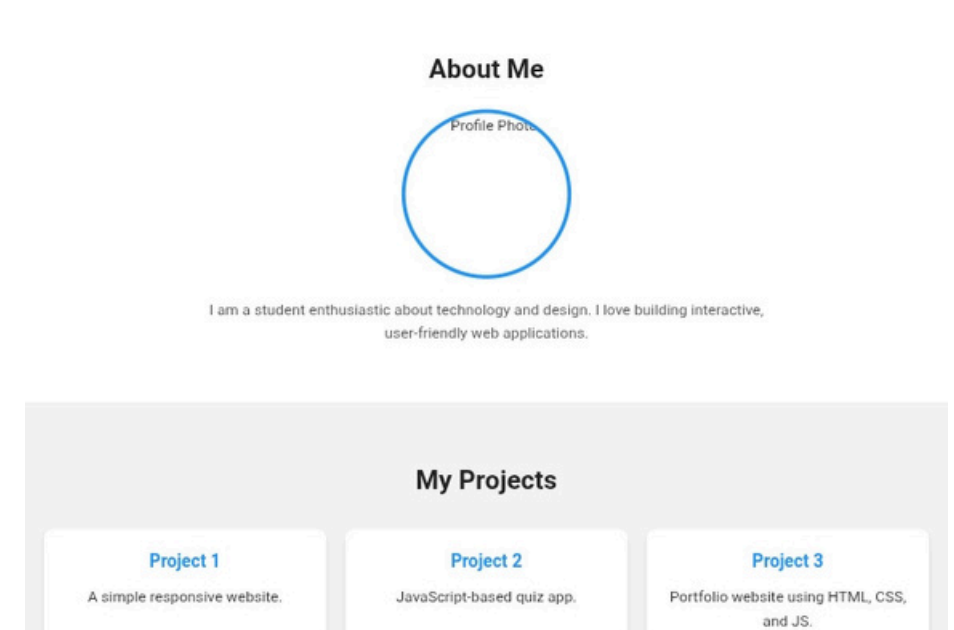 About Me
Profile Photo
I am a student enthusiastic about technology and design. I love building interactive,
user-friendly web applications.
My Projects
Project 1
A simple responsive website.
Project 2
JavaScript-based quiz app.
Project 3
Portfolio website using HTML, CSS,
and JS.